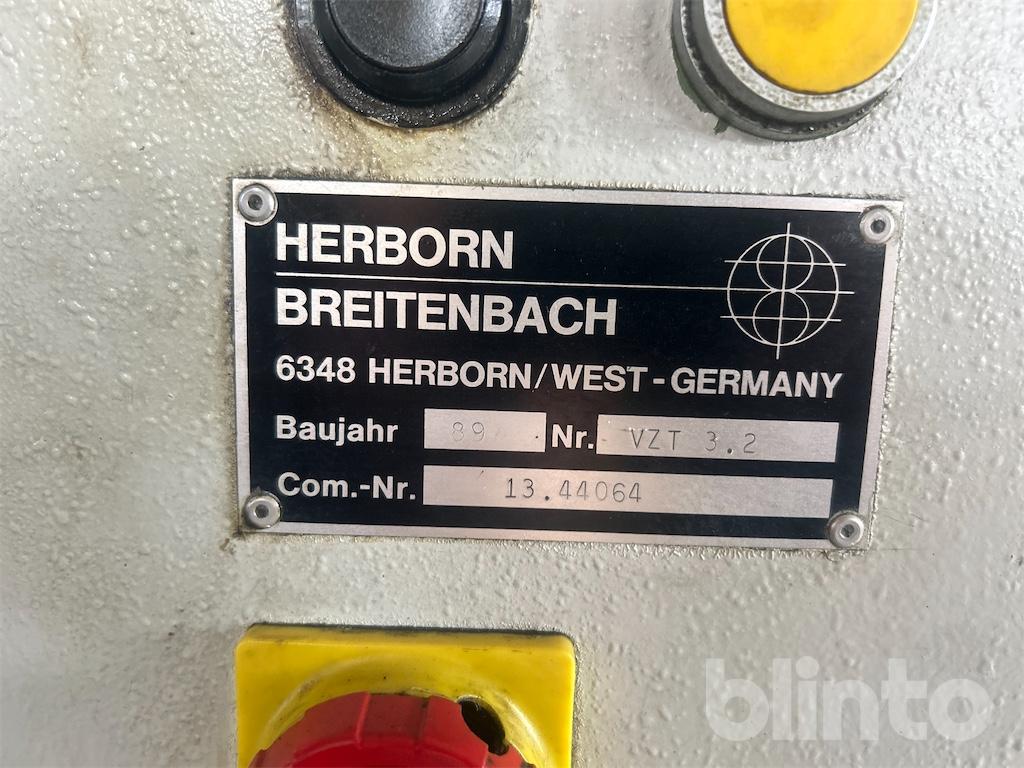 HERBORN
BREITENBACH
6348 HERBORN/WEST-GERMANY
Baujahr 89 Nr. VZT 3.2
Com.-Nr. 13.44064
blinto